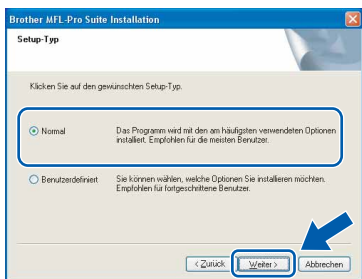 Brother MFL-Pro Suite Installation
Setup-Typ
Klicken Sie auf den gewünschten Setup-Typ.
Normal
Das Programm wird mit den am häufigsten verwendeten Optionen
installiert. Empfohlen für die meisten Benutzer.
Benutzerdefiniert
Sie können wählen, welche Optionen Sie installieren möchten.
Empfohlen für fortgeschrittene Benutzer.
< Zurück
Weiter >
Abbrechen